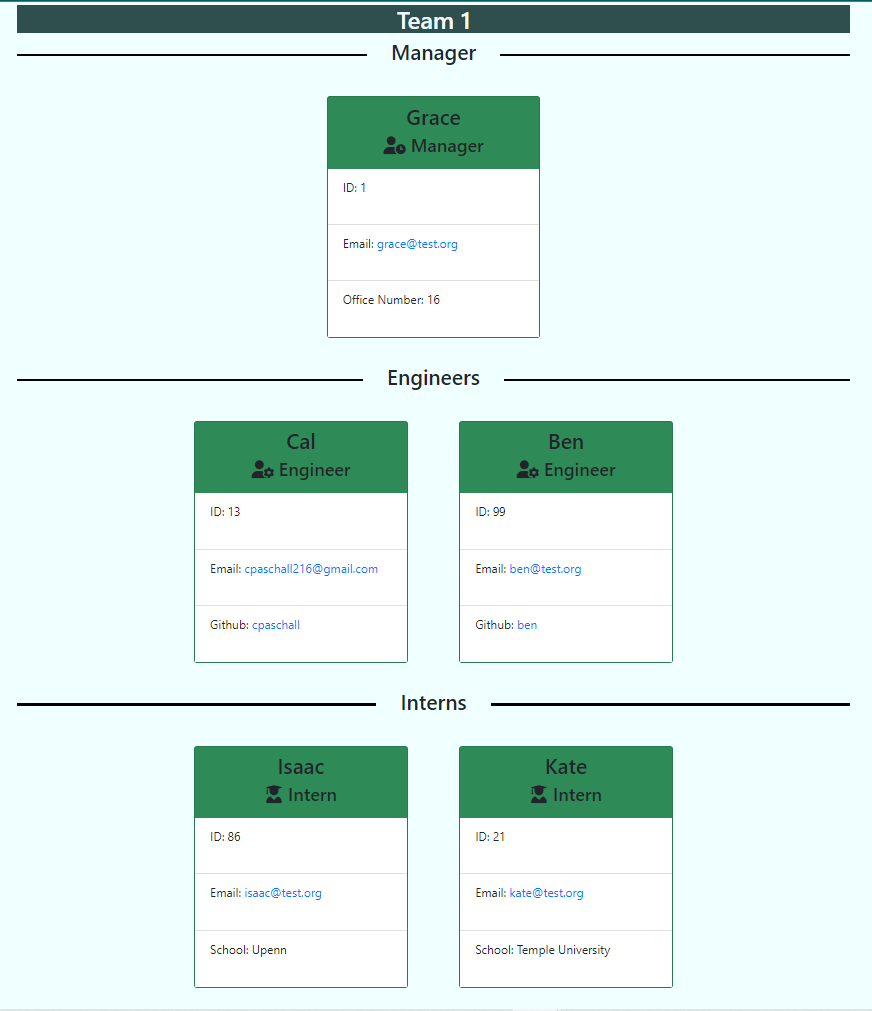 Team 1
Manager
Grace
Manager
ID: 1
Email: grace@test.org
Office Number: 16
Engineers
Cal
Engineer
ID: 13
Email: cpaschall216@gmail.com
Github: cpaschall
Ben
Engineer
ID: 99
Email: ben@test.org
Github: ben
Interns
Isaac
Intern
ID: 86
Email: isaac@test.org
School: Upenn
Kate
Intern
ID: 21
Email: kate@test.org
School: Temple University